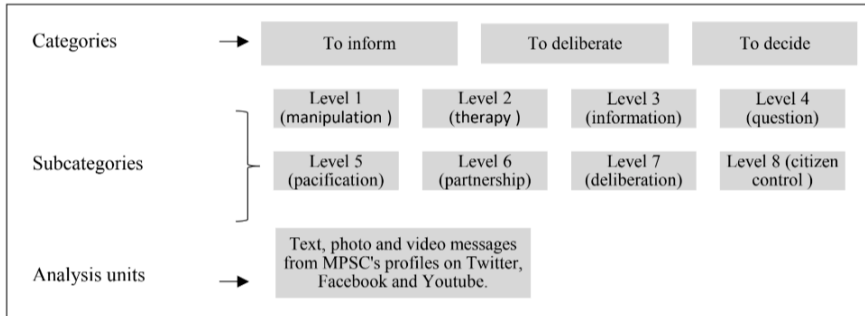 Categories
To inform
To deliberate
To decide
Subcategories
Level 1
(manipulation )
Level 2
(therapy )
Level 3
(information)
Level 4
(question)
Level 5
(pacification)
Level 6
(partnership)
Level 7
(deliberation)
Level 8 (citizen
control )
Analysis units
Text, photo and video messages
from MPSC's profiles on Twitter,
Facebook and Youtube.